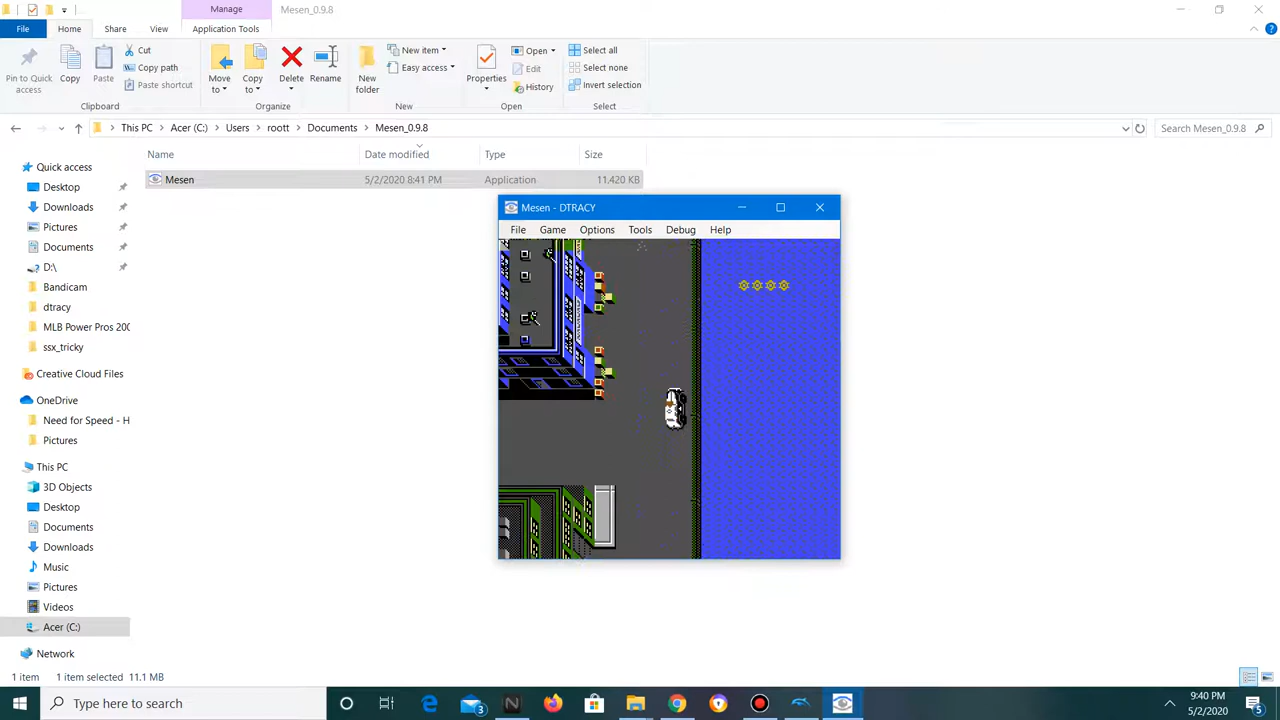 Manage
Mesen_0.9.8
File
Home
Share
View
Application Tools
Pin to Quick access
Copy
Paste
Cut
Copy path
Paste shortcut
Clipboard
Move to
Copy to
Delete
Rename
Organize
New folder
New item
Easy access
New
Properties
Open
Edit
History
Open
Select all
Select none
Invert selection
Select
This PC
Acer (C:)
Users
roott
Documents
Mesen_0.9.8
Search Mesen_0.9.8
Name
Date modified
Type
Size
Mesen
5/2/2020 8:41 PM
Application
11,420 KB
Quick access
Desktop
Downloads
Pictures
Documents
D:\
Bandicam
dtracy
MLB Power Pros 200
ssx_tricky
Creative Cloud Files
OneDrive
Need for Speed - H
Pictures
This PC
3D Objects
Desktop
Documents
Downloads
Music
Pictures
Videos
Acer (C:)
Network
Mesen - DTRACY
File
Game
Options
Tools
Debug
Help
1 item
1 item selected
11.1 MB
Type here to search
3
9:40 PM
5/2/2020
5